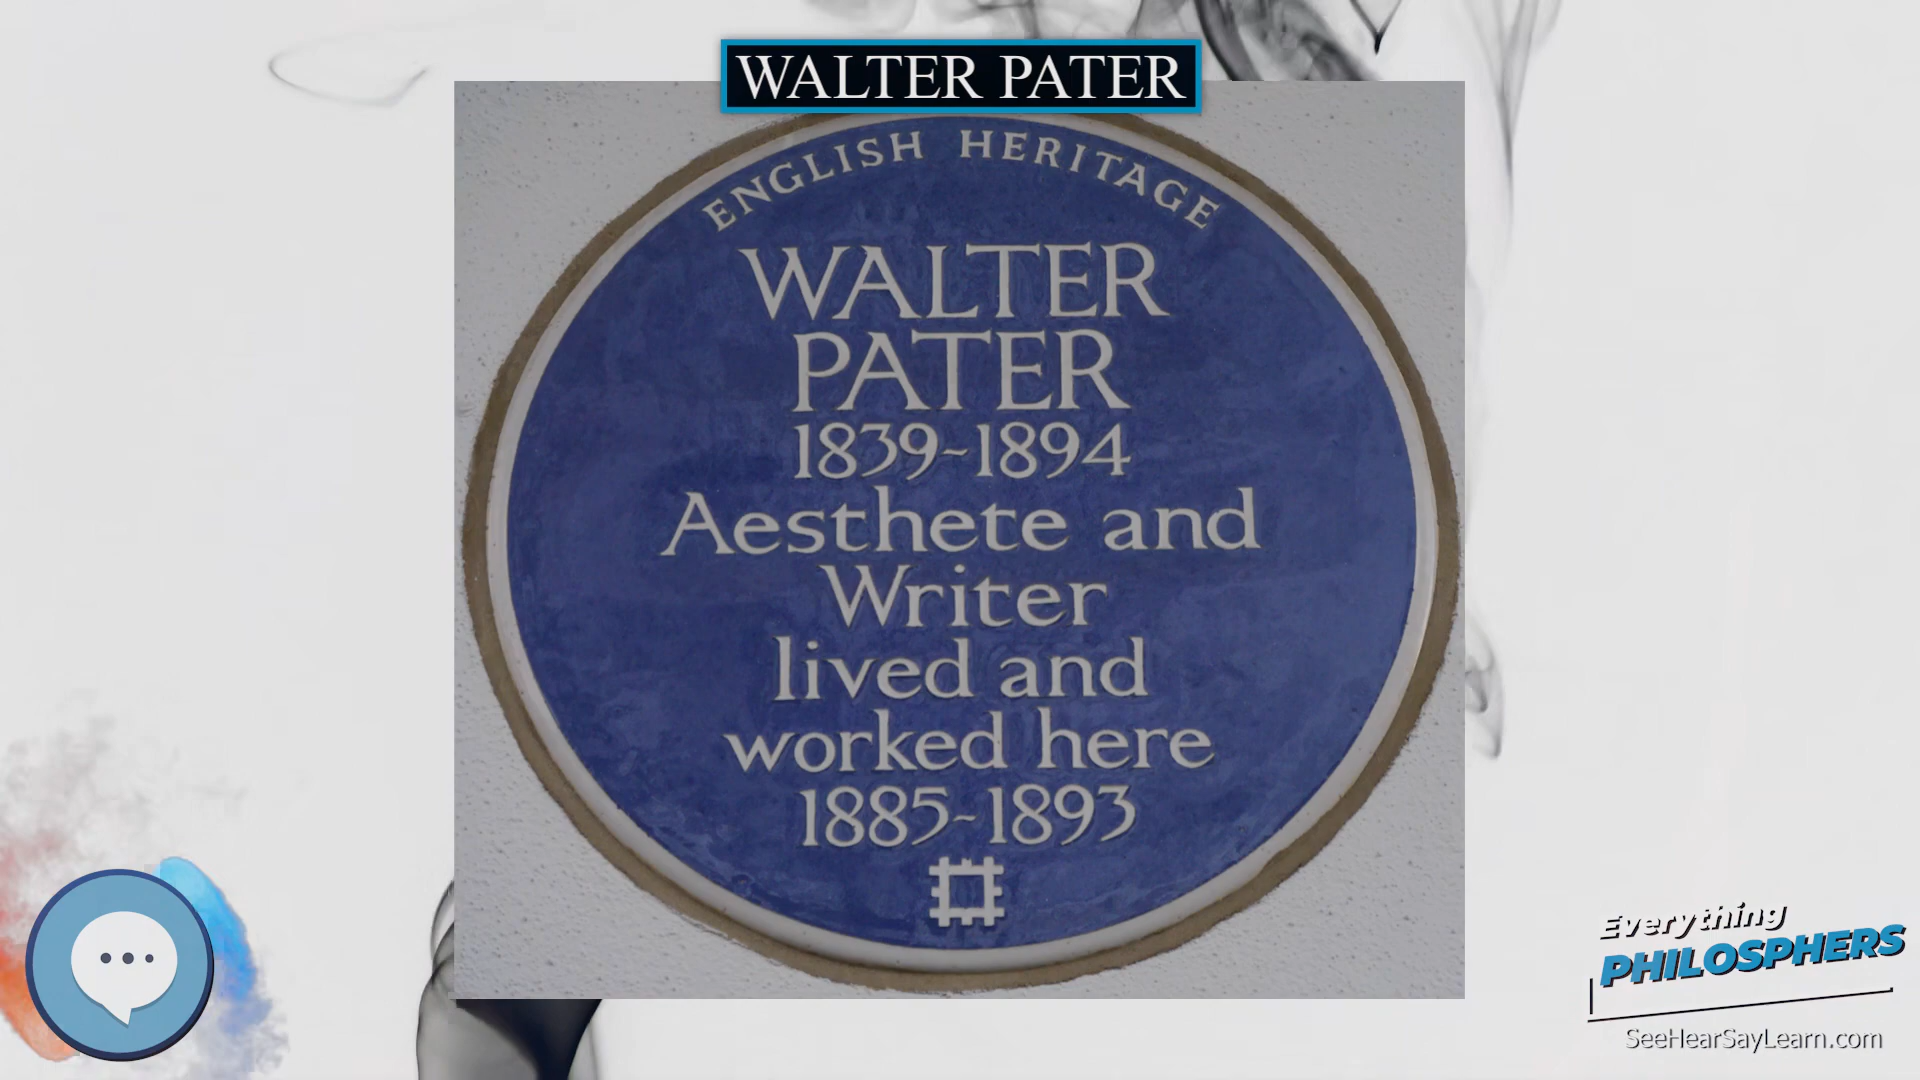 WALTER PATER
ENGLISH HERITAGE
WALTER
PATER
1839-1894
Aesthete and
Writer
lived and
worked here
1885-1893
Everything
PHILOSPHERS
SeeHearSayLearn.com